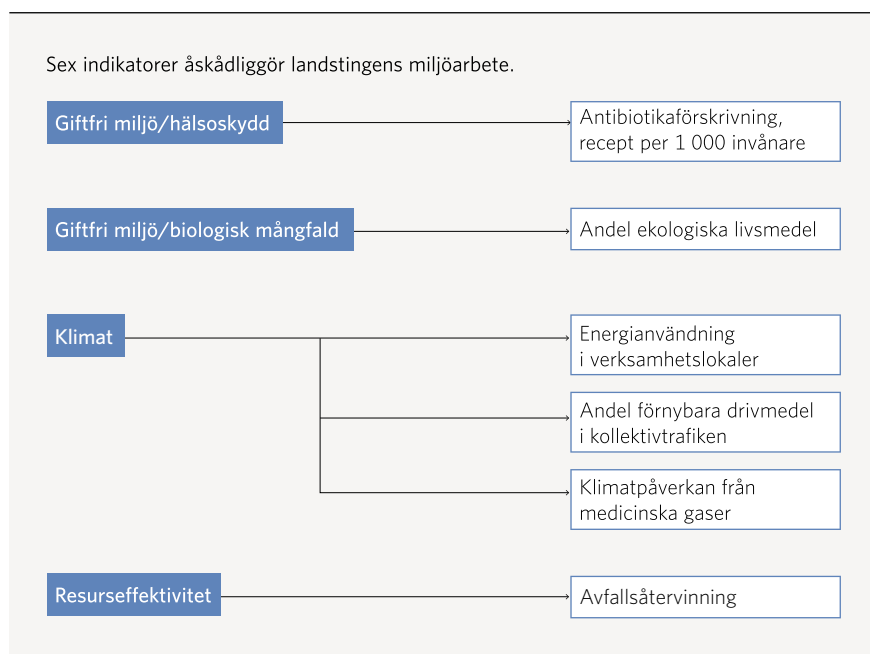 Sex indikatorer åskådliggör landstingens miljöarbete.
Giftfri miljö/hälsoskydd
Antibiotikaförskrivning,
recept per 1 000 invånare
Giftfri miljö/biologisk mångfald
Andel ekologiska livsmedel
Klimat
Energianvändning
i verksamhetslokaler
Andel förnybara drivmedel
i kollektivtrafiken
Klimatpåverkan från
medicinska gaser
Resurseffektivitet
Avfallsåtervinning